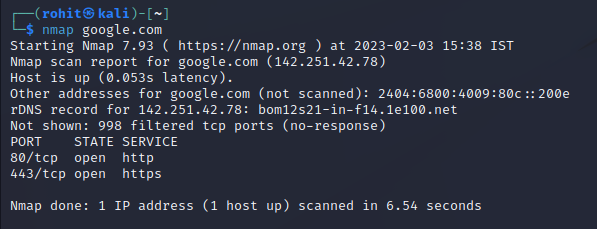 ┌──(rohit㉿kali)-[~]
└─$ nmap google.com
Starting Nmap 7.93 ( https://nmap.org ) at 2023-02-03 15:38 IST
Nmap scan report for google.com (142.251.42.78)
Host is up (0.053s latency).
Other addresses for google.com (not scanned): 2404:6800:4009:80c::200e
rDNS record for 142.251.42.78: bom12s21-in-f14.1e100.net
Not shown: 998 filtered tcp ports (no-response)
PORT    STATE SERVICE
80/tcp  open  http
443/tcp open  https
Nmap done: 1 IP address (1 host up) scanned in 6.54 seconds